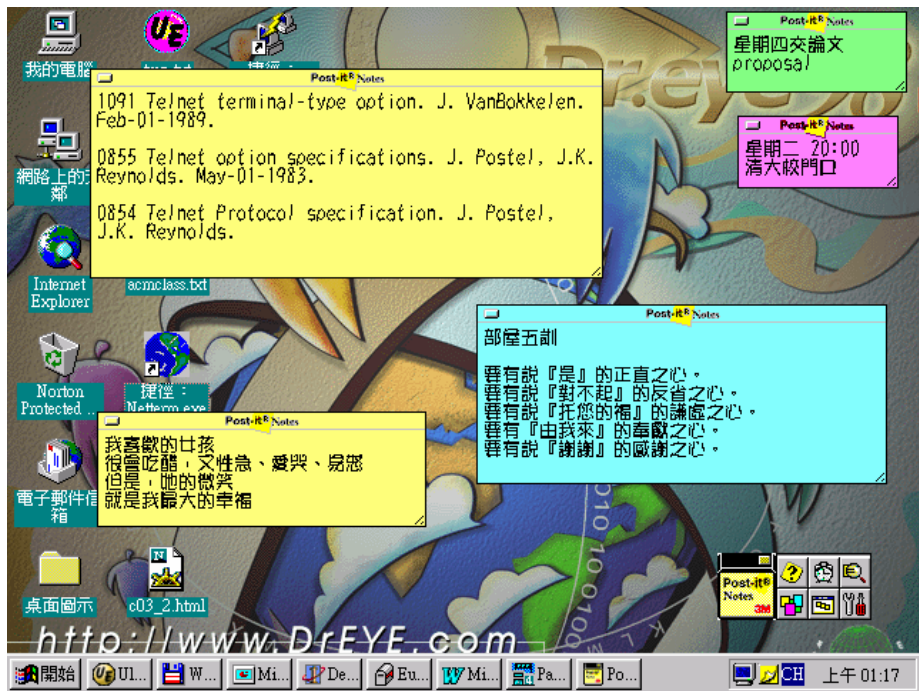 我的電腦
捷徑：
Post-it® Notes
1091 Telnet terminal-type option. J. VanBokkelen.
Feb-01-1989.
0855 Telnet option specifications. J. Postel, J.K.
Reynolds. May-01-1983.
0854 Telnet Protocol specification. J. Postel,
J.K. Reynolds.
Post-it® Notes
星期四交論文
proposal
Post-it® Notes
星期二 20:00
清大校門口
Dr.eye98
網路上的
鄰
Internet
Explorer
acmclass.txt
Post-it® Notes
部屋五訓
要有說『是』的正直之心。
要有說『對不起』的反省之心。
要有說『托您的福』的謙虛之心。
要有『由我來』的奉獻之心。
要有說『謝謝』的感謝之心。
Norton
Protected ..
捷徑：
Netterm.exe
Post-it® Notes
我喜歡的女孩
很會吃醋，又性急、愛哭、易怒
但是，她的微笑
就是我最大的幸福
電子郵件信
箱
桌面圖示
c03_2.html
Post-it®
Notes
3M
http://www.DrEYE.com
開始
Ul...
W...
Mi...
De...
Eu...
Mi...
Pa...
Po...
CH
上午 01:17